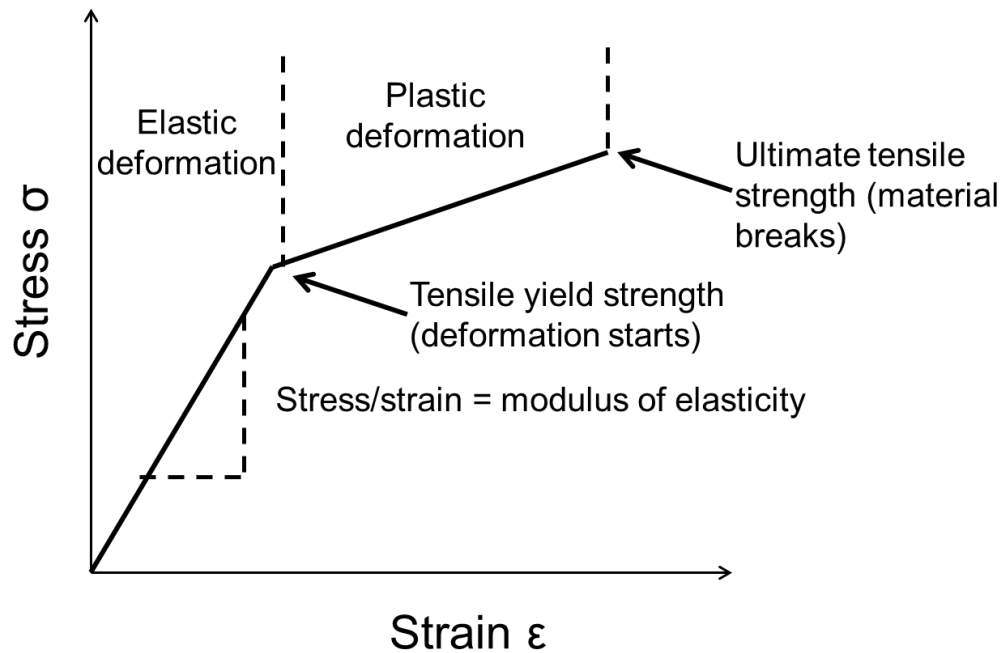 Elastic
deformation
Plastic
deformation
Ultimate tensile
strength (material
breaks)
Tensile yield strength
(deformation starts)
Stress/strain = modulus of elasticity
Stress σ
Strain ε